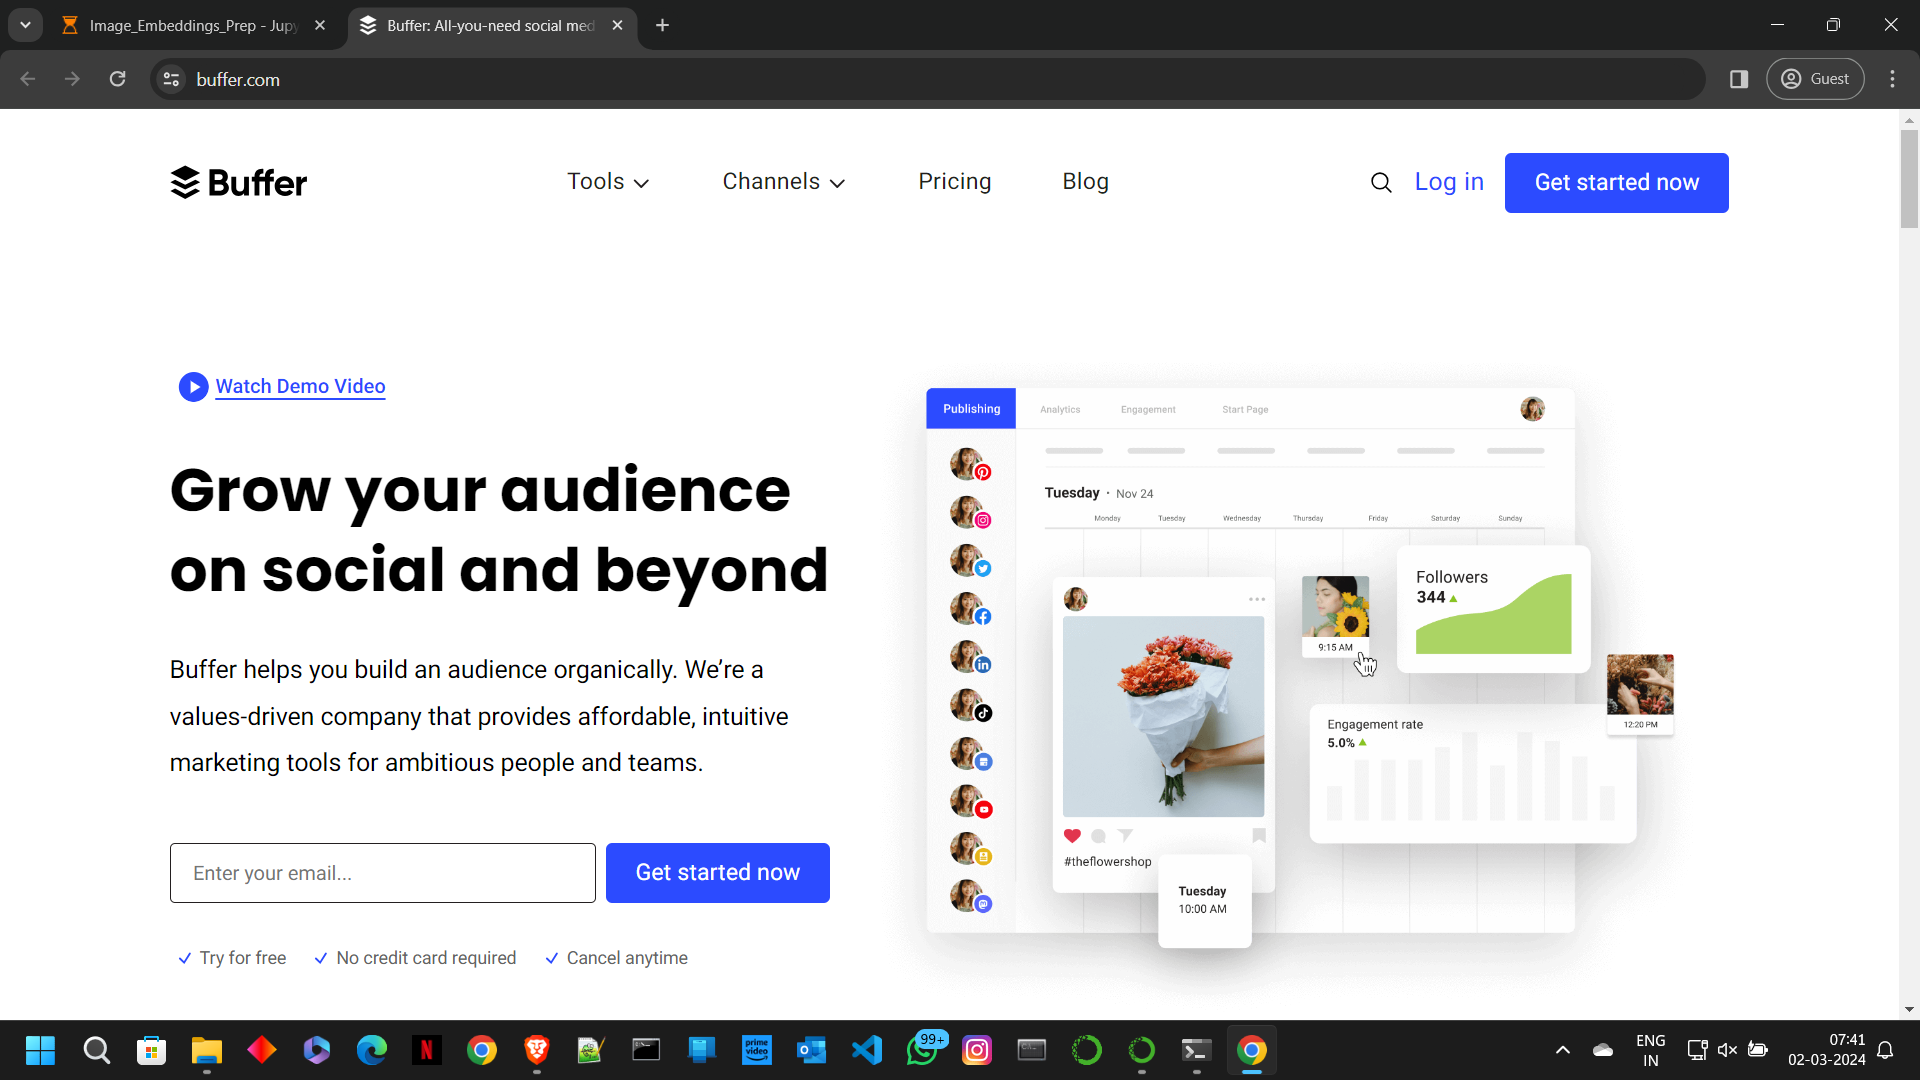 Image_Embeddings_Prep - Jupy
Buffer: All-you-need social med
buffer.com
Guest
Buffer
Tools
Channels
Pricing
Blog
Log in
Get started now
Watch Demo Video
Grow your audience
on social and beyond
Buffer helps you build an audience organically. We’re a
values-driven company that provides affordable, intuitive
marketing tools for ambitious people and teams.
Enter your email...
Get started now
Try for free
No credit card required
Cancel anytime
Publishing
Analytics
Engagement
Start Page
Tuesday · Nov 24
Monday
Tuesday
Wednesday
Thursday
Friday
Saturday
Sunday
9:15 AM
Followers
344
12:20 PM
Engagement rate
5.0%
#theflowershop
Tuesday
10:00 AM
prime
video
99+
ENG
IN
07:41
02-03-2024